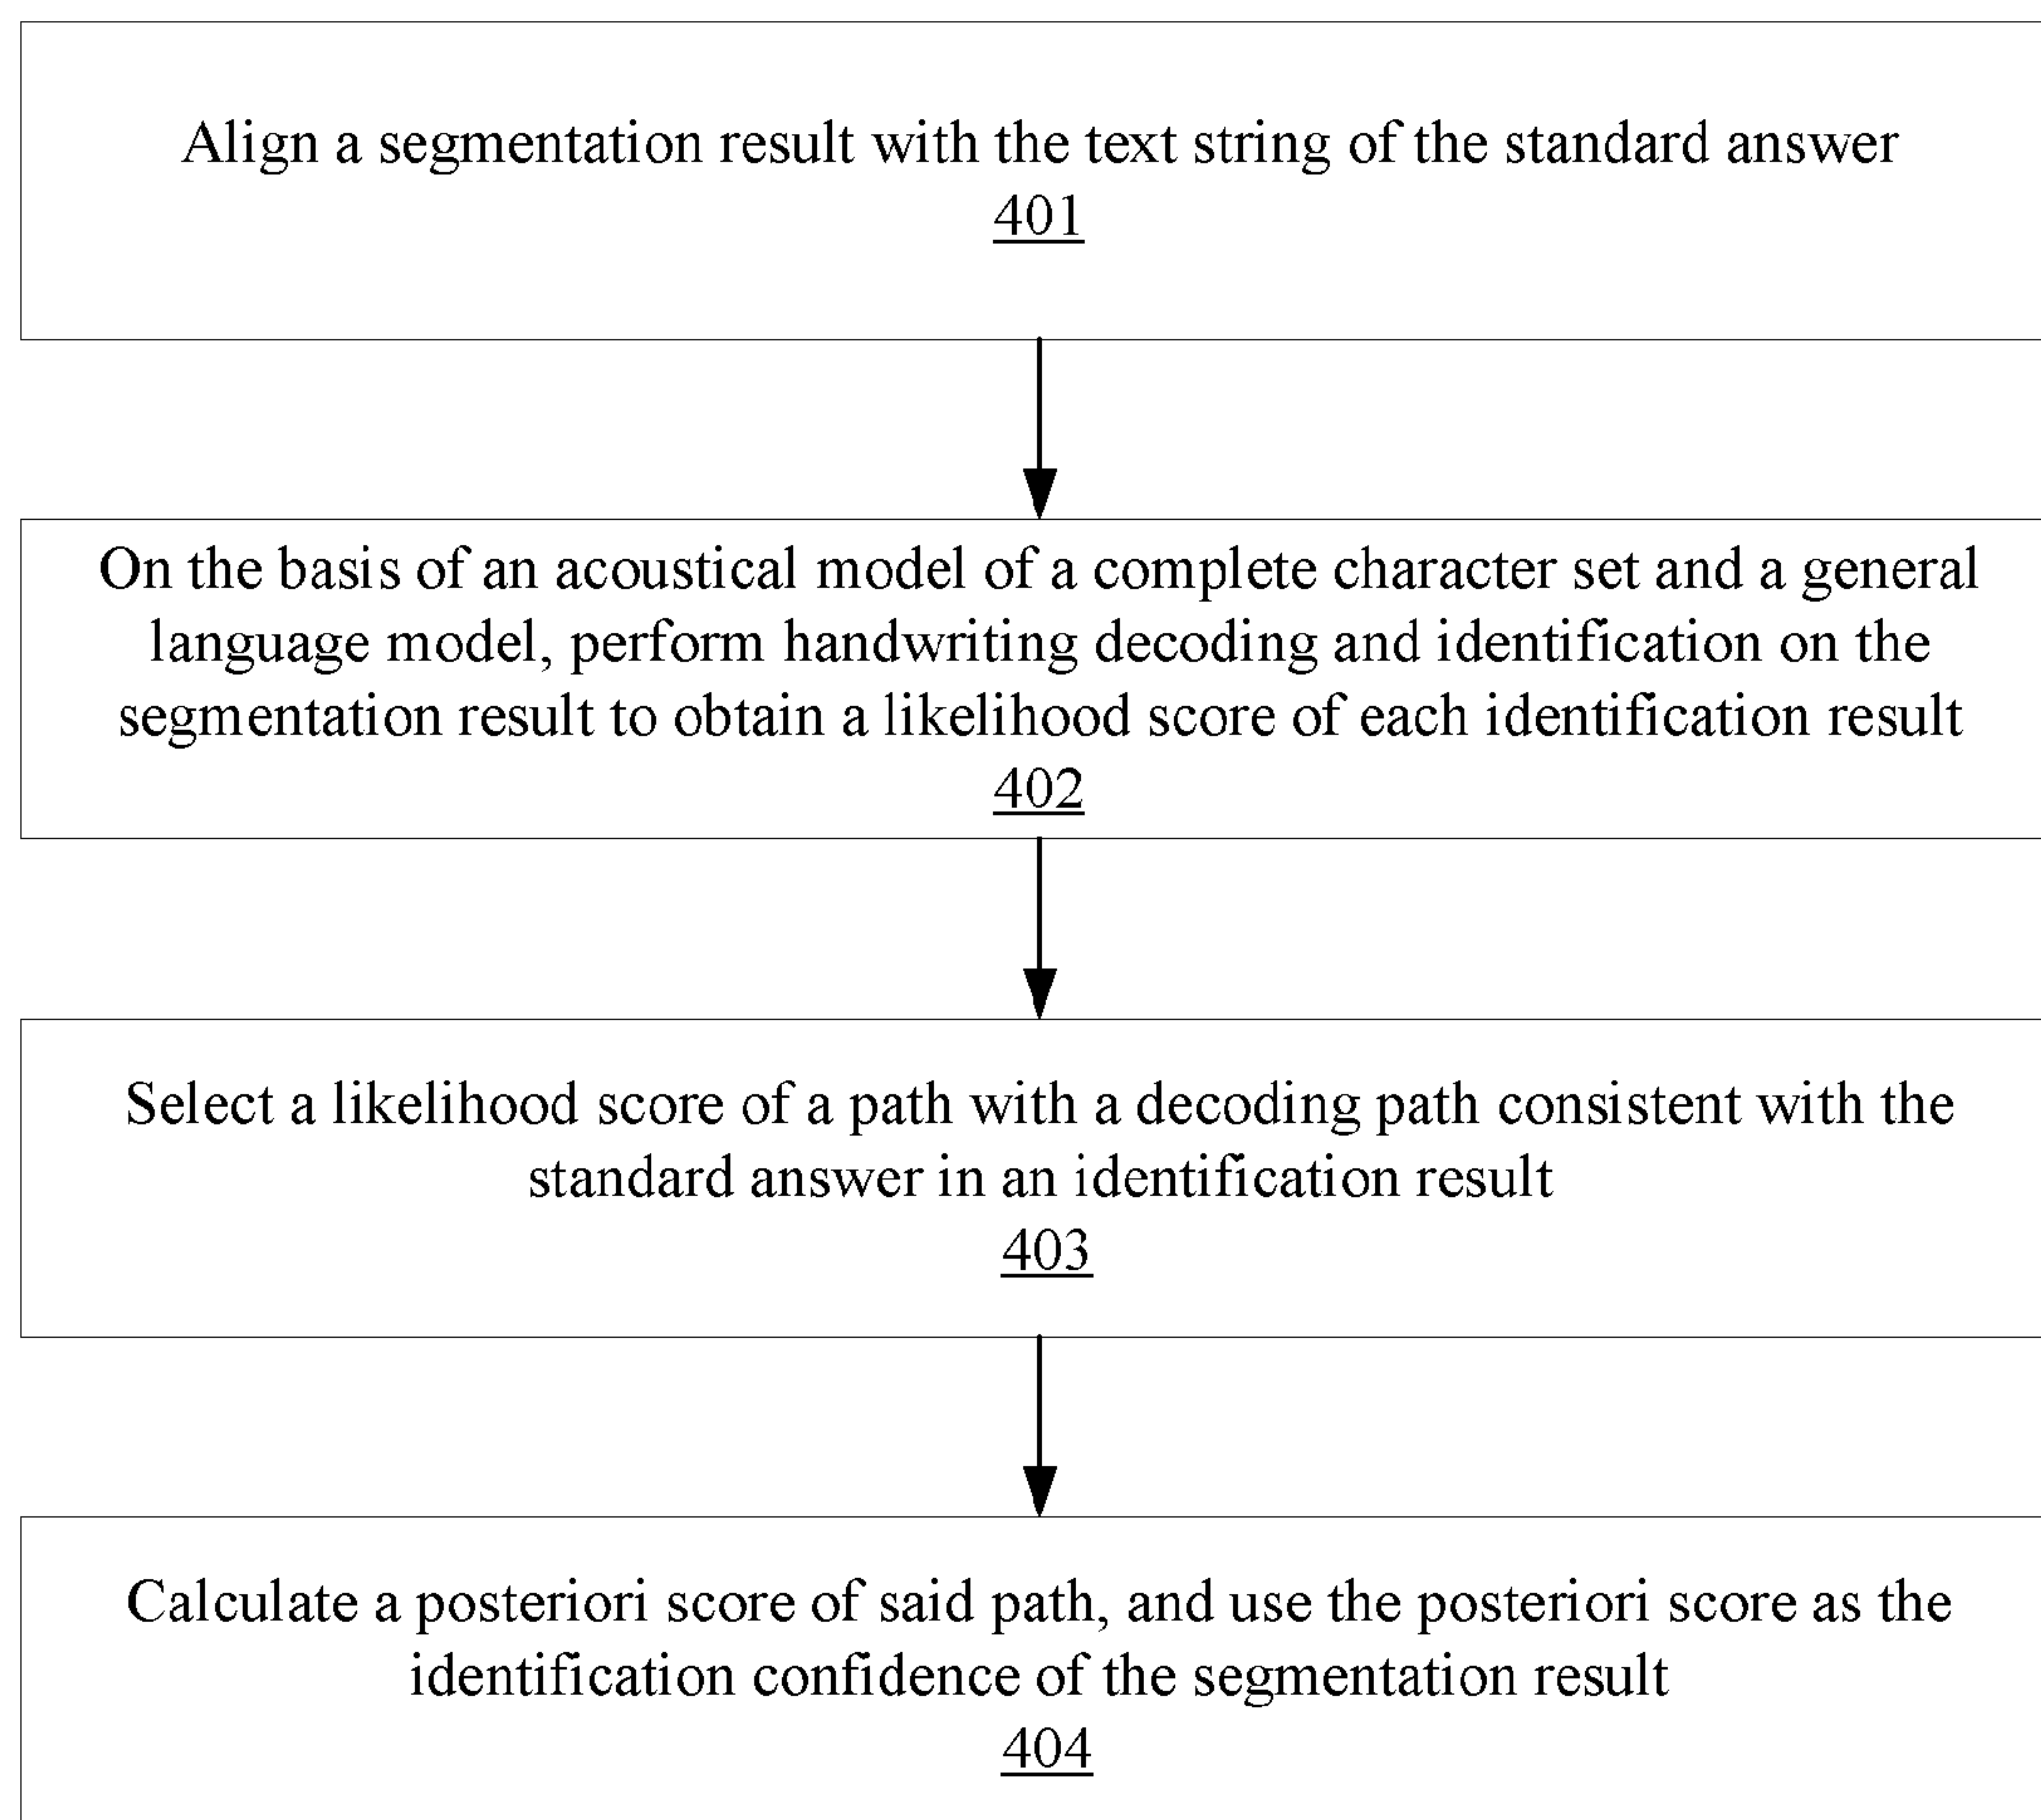 Align a segmentation result with the text string of the standard answer
401
On the basis of an acoustical model of a complete character set and a general
language model, perform handwriting decoding and identification on the
segmentation result to obtain a likelihood score of each identification result
402
Select a likelihood score of a path with a decoding path consistent with the
standard answer in an identification result
403
Calculate a posteriori score of said path, and use the posteriori score as the
identification confidence of the segmentation result
404